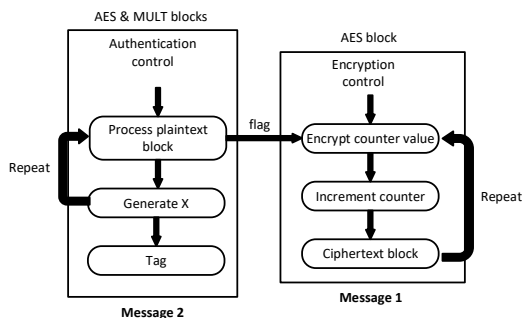 AES & MULT blocks
Authentication
control
Process plaintext
block
Repeat
Generate X
Tag
Message 2
flag
AES block
Encryption
control
Encrypt counter value
Increment counter
Repeat
Ciphertext block
Message 1